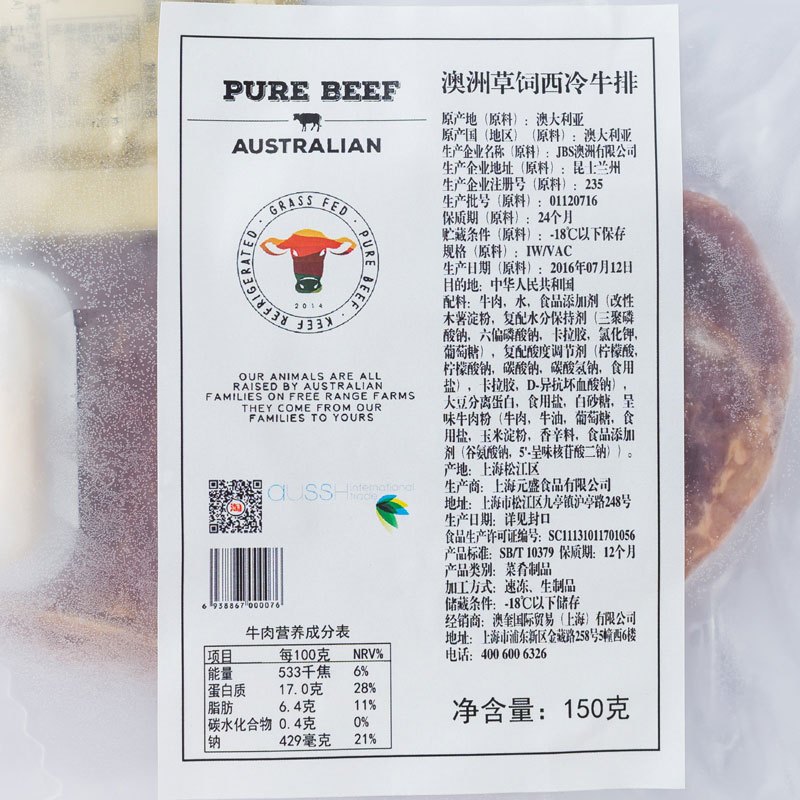 PURE BEEF
AUSTRALIAN
GRASS FED · PURE BEEF · KEEF REFRIGERATED ·
2014
OUR ANIMALS ARE ALL
RAISED BY AUSTRALIAN
FAMILIES ON FREE RANGE FARMS
THEY COME FROM OUR
FAMILIES TO YOURS
aussh international
trade
6 938867 000076
牛肉营养成分表
项目 每100克 NRV%
能量 533千焦 6%
蛋白质 17.0克 28%
脂肪 6.4克 11%
碳水化合物 0.4克 0%
钠 429毫克 21%
澳洲草饲西冷牛排
原产地（原料）：澳大利亚
原产国（地区）（原料）：澳大利亚
生产企业名称（原料）：JBS澳洲有限公司
生产企业地址（原料）：昆士兰州
生产企业注册号（原料）：235
生产批号（原料）：01120716
保质期（原料）：24个月
贮藏条件（原料）：-18℃以下保存
规格（原料）：IW/VAC
生产日期（原料）：2016年07月12日
目的地：中华人民共和国
配料：牛肉，水，食品添加剂（改性
木薯淀粉，复配水分保持剂（三聚磷
酸钠，六偏磷酸钠，卡拉胶，氯化钾，
葡萄糖），复配酸度调节剂（柠檬酸，
柠檬酸钠，碳酸钠，碳酸氢钠，食用
盐），卡拉胶，D-异抗坏血酸钠），
大豆分离蛋白，食用盐，白砂糖，呈
味牛肉粉（牛肉，牛油，葡萄糖，食
用盐，玉米淀粉，香辛料，食品添加
剂（谷氨酸钠，5'-呈味核苷酸二钠））。
产地：上海松江区
生产商：上海元盛食品有限公司
地址：上海市松江区九亭镇沪亭路248号
生产日期：详见封口
食品生产许可证编号：SC11131011701056
产品标准：SB/T 10379 保质期：12个月
产品类别：菜肴制品
加工方式：速冻、生制品
储藏条件：-18℃以下储存
经销商：澳奎国际贸易（上海）有限公司
地址：上海市浦东新区金藏路258号5幢西6楼
电话：400 600 6326
净含量：150克